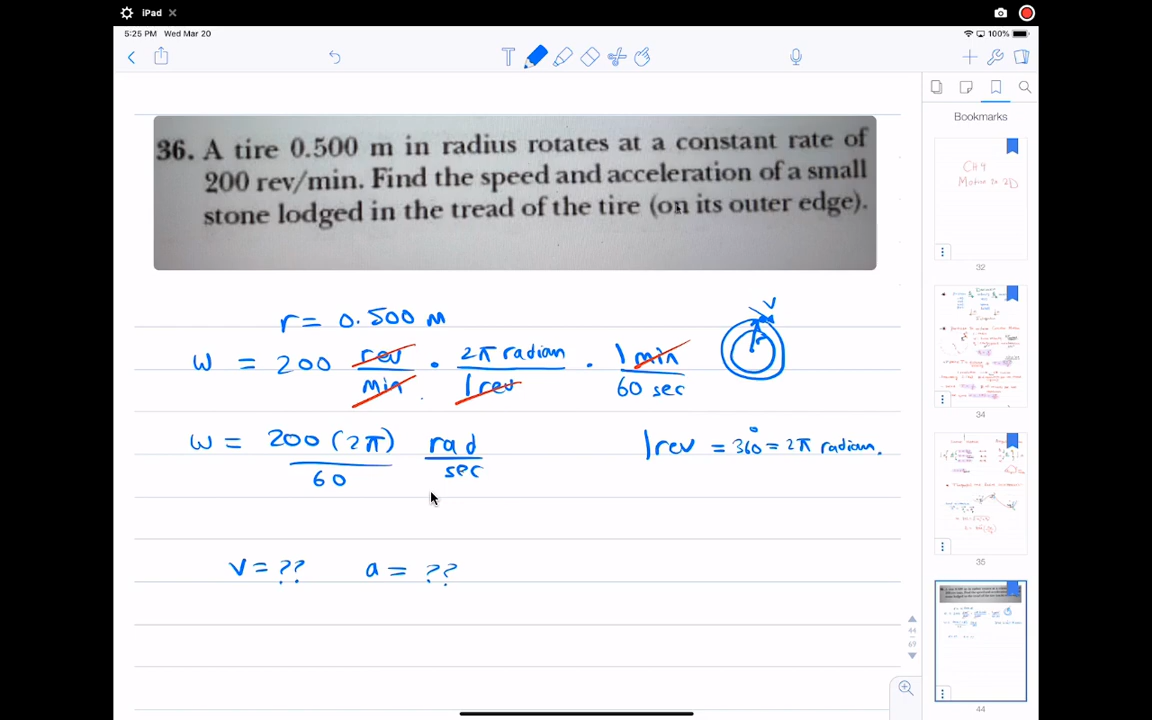 iPad
5:25 PM Wed Mar 20
100%
T
Bookmarks
36. A tire 0.500 m in radius rotates at a constant rate of
200 rev/min. Find the speed and acceleration of a small
stone lodged in the tread of the tire (on its outer edge).
r = 0.500 m
v
r
ω = 200 rev/min · 2π radian/1 rev · 1 min/60 sec
ω = 200 (2π)/60 rad/sec
1 rev = 360° = 2π radian.
v = ?? a = ??
CH 4
Motion in 2D
32
34
35
44
44
69